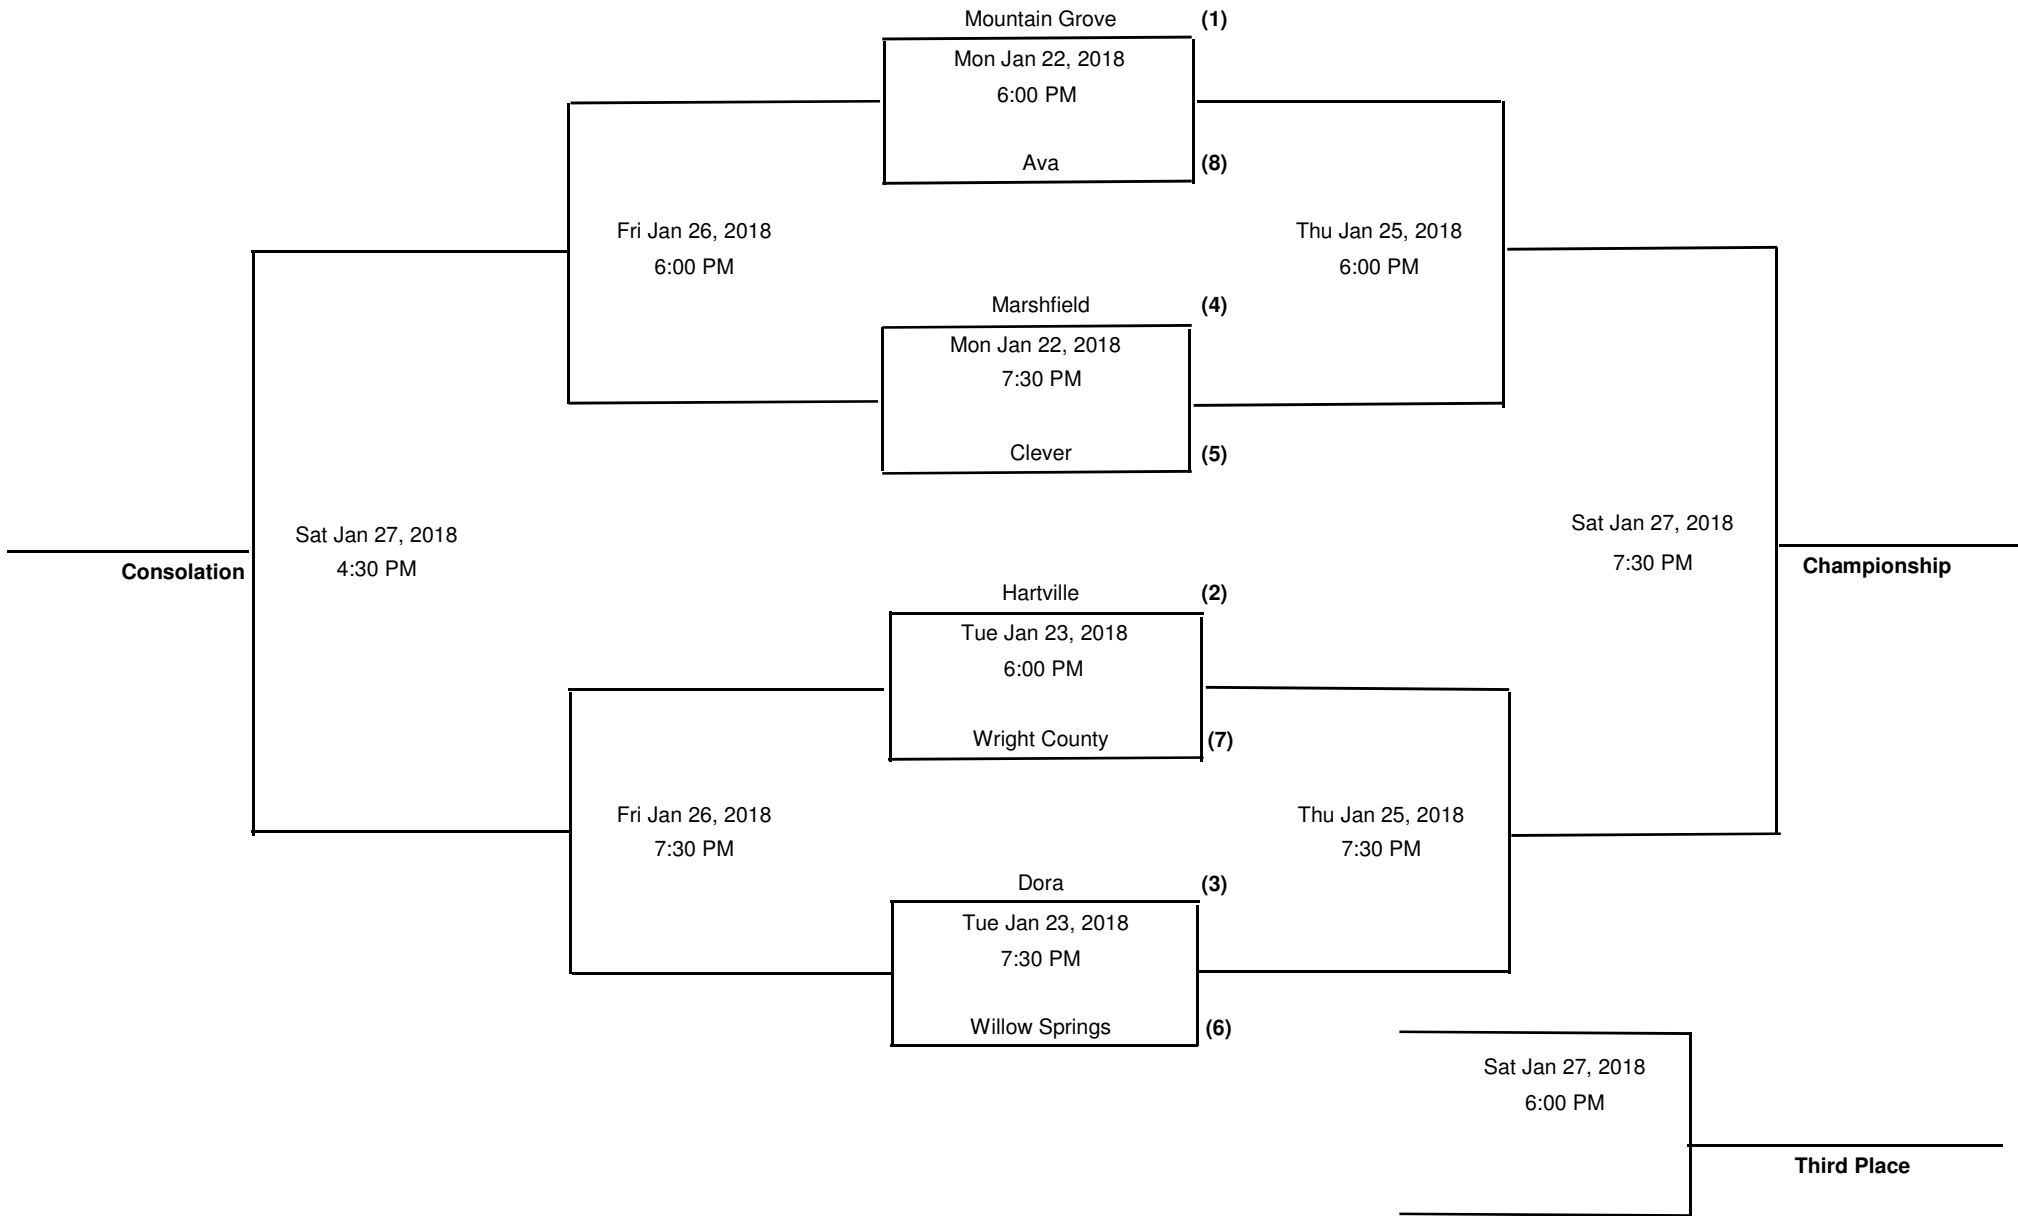 Mountain Grove (1)
Mon Jan 22, 2018
6:00 PM
Ava (8)
Fri Jan 26, 2018
6:00 PM
Thu Jan 25, 2018
6:00 PM
Marshfield (4)
Mon Jan 22, 2018
7:30 PM
Clever (5)
Sat Jan 27, 2018
4:30 PM
Consolation
Sat Jan 27, 2018
7:30 PM
Championship
Hartville (2)
Tue Jan 23, 2018
6:00 PM
Wright County (7)
Fri Jan 26, 2018
7:30 PM
Thu Jan 25, 2018
7:30 PM
Dora (3)
Tue Jan 23, 2018
7:30 PM
Willow Springs (6)
Sat Jan 27, 2018
6:00 PM
Third Place